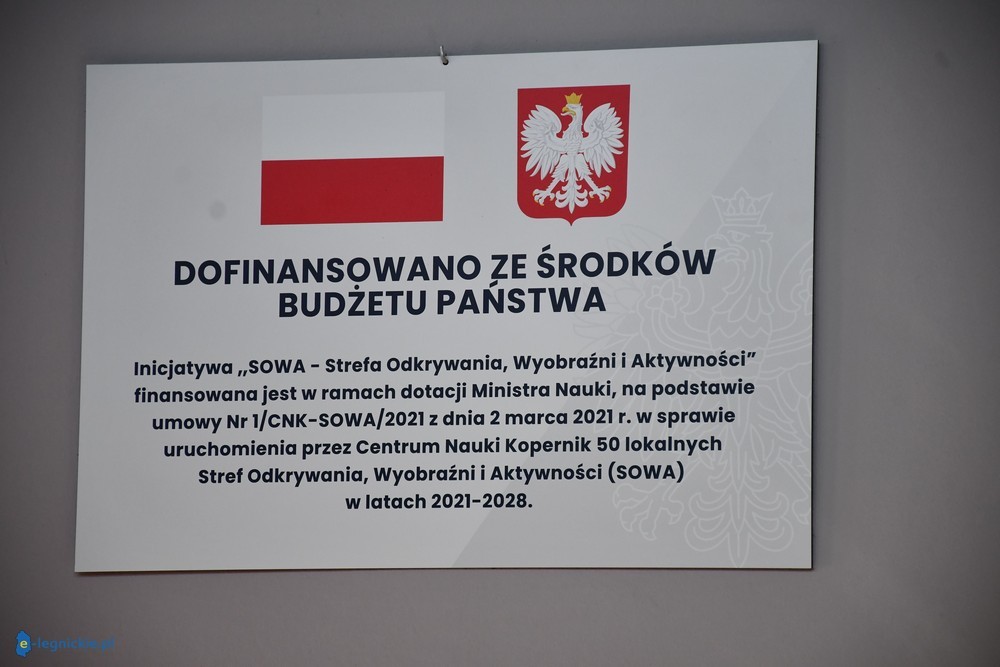 DOFINANSOWANO ZE ŚRODKÓW
BUDŻETU PAŃSTWA
Inicjatywa ,,SOWA - Strefa Odkrywania, Wyobraźni i Aktywności”
finansowana jest w ramach dotacji Ministra Nauki, na podstawie
umowy Nr 1/CNK-SOWA/2021 z dnia 2 marca 2021 r. w sprawie
uruchomienia przez Centrum Nauki Kopernik 50 lokalnych
Stref Odkrywania, Wyobraźni i Aktywności (SOWA)
w latach 2021-2028.